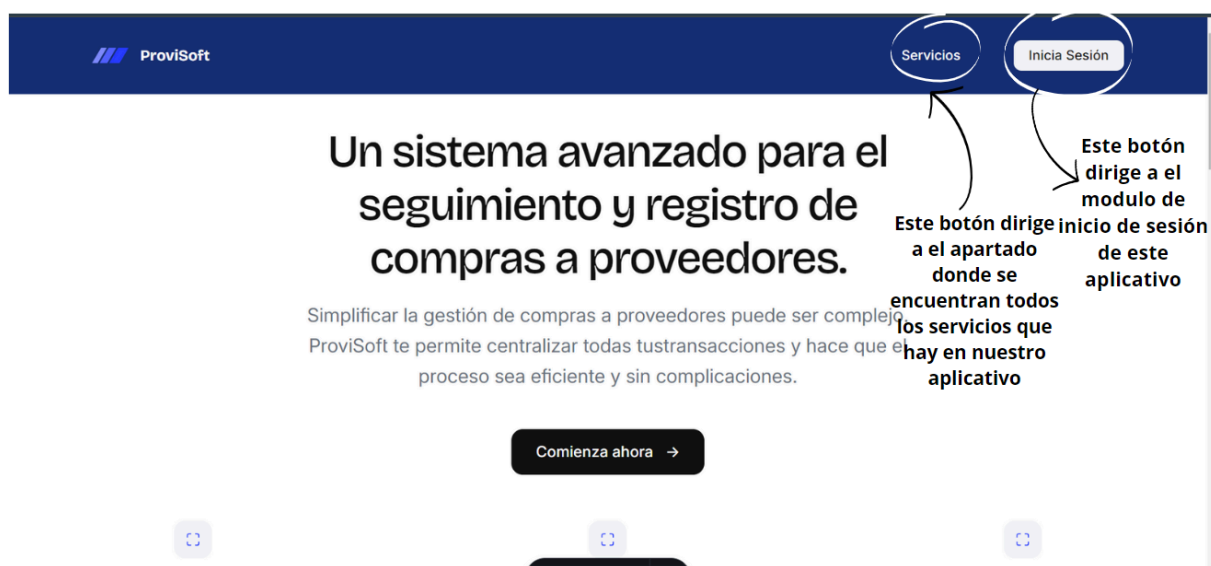 ProviSoft
Servicios
Inicia Sesión
Un sistema avanzado para el
seguimiento y registro de
compras a proveedores.
Simplificar la gestión de compras a proveedores puede ser complejo.
ProviSoft te permite centralizar todas tustransacciones y hace que el
proceso sea eficiente y sin complicaciones.
Comienza ahora →
Este botón dirige
a el apartado
donde se
encuentran todos
los servicios que
hay en nuestro
aplicativo
Este botón
dirige a el
modulo de
inicio de sesión
de este
aplicativo